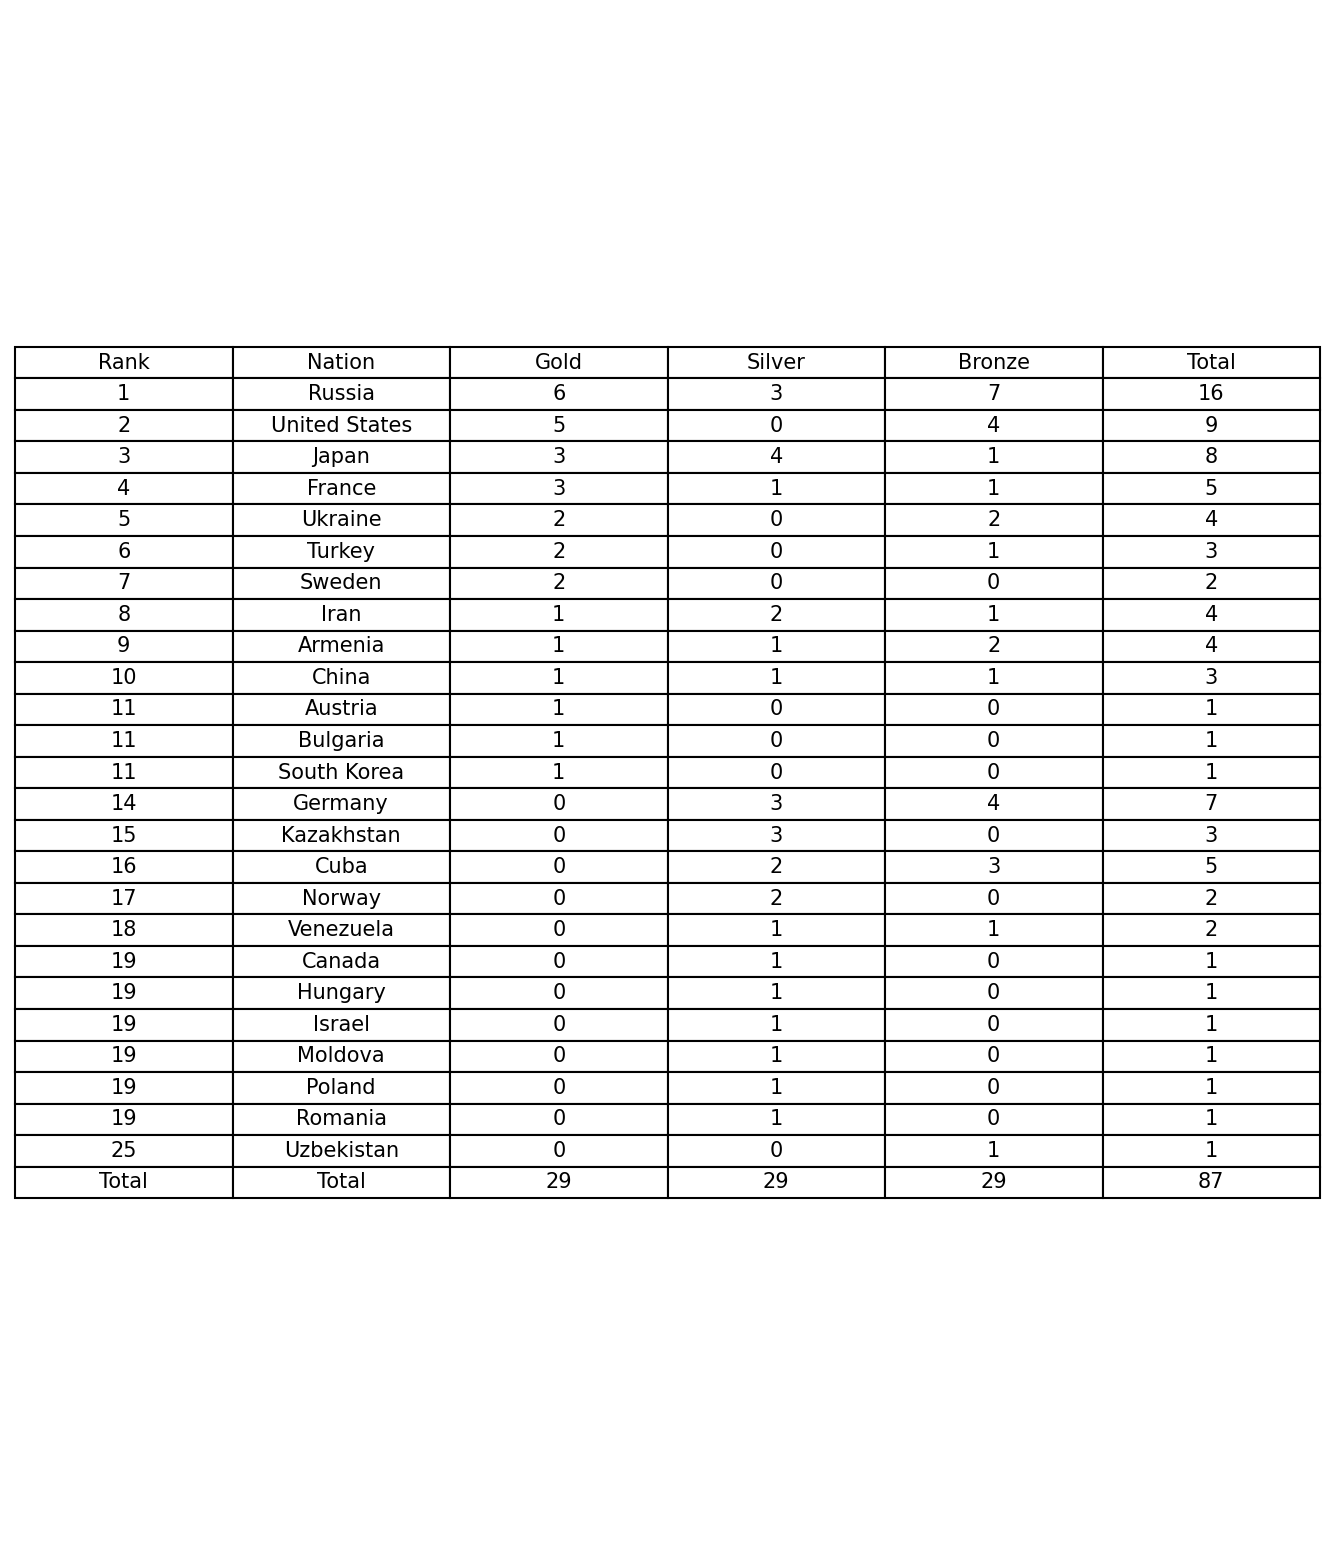 Rank Nation Gold Silver Bronze Total
1 Russia 6 3 7 16
2 United States 5 0 4 9
3 Japan 3 4 1 8
4 France 3 1 1 5
5 Ukraine 2 0 2 4
6 Turkey 2 0 1 3
7 Sweden 2 0 0 2
8 Iran 1 2 1 4
9 Armenia 1 1 2 4
10 China 1 1 1 3
11 Austria 1 0 0 1
11 Bulgaria 1 0 0 1
11 South Korea 1 0 0 1
14 Germany 0 3 4 7
15 Kazakhstan 0 3 0 3
16 Cuba 0 2 3 5
17 Norway 0 2 0 2
18 Venezuela 0 1 1 2
19 Canada 0 1 0 1
19 Hungary 0 1 0 1
19 Israel 0 1 0 1
19 Moldova 0 1 0 1
19 Poland 0 1 0 1
19 Romania 0 1 0 1
25 Uzbekistan 0 0 1 1
Total Total 29 29 29 87